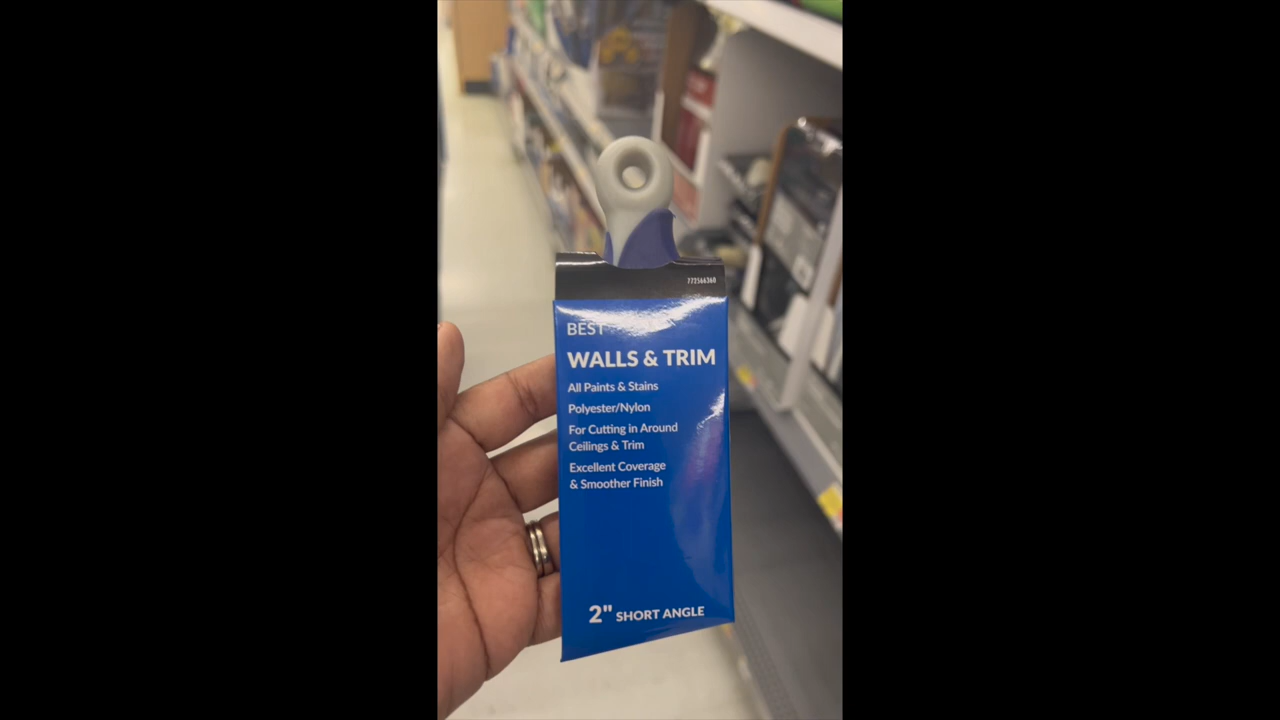 772566360
BEST
WALLS & TRIM
All Paints & Stains
Polyester/Nylon
For Cutting in Around
Ceilings & Trim
Excellent Coverage
& Smoother Finish
2" SHORT ANGLE